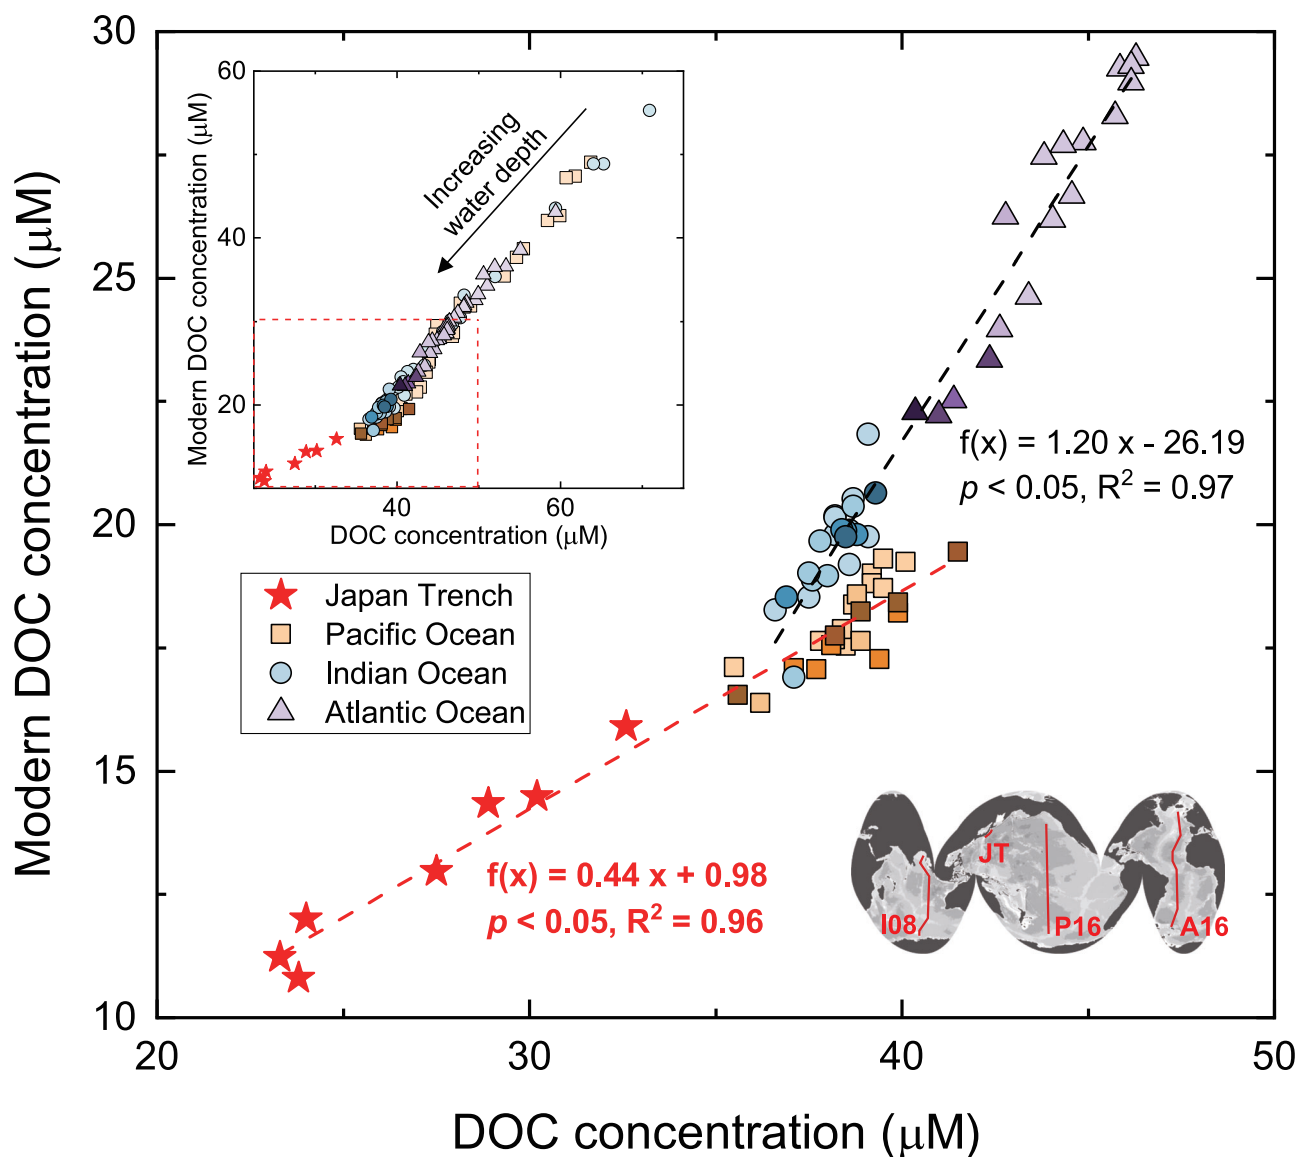 30
25
20
15
10
Modern DOC concentration (μM)
60
40
20
Modern DOC concentration (μM)
Increasing
water depth
40
60
DOC concentration (μM)
Japan Trench
Pacific Ocean
Indian Ocean
Atlantic Ocean
f(x) = 1.20 x - 26.19
p < 0.05, R² = 0.97
f(x) = 0.44 x + 0.98
p < 0.05, R² = 0.96
JT
I08
P16
A16
20
30
40
50
DOC concentration (μM)